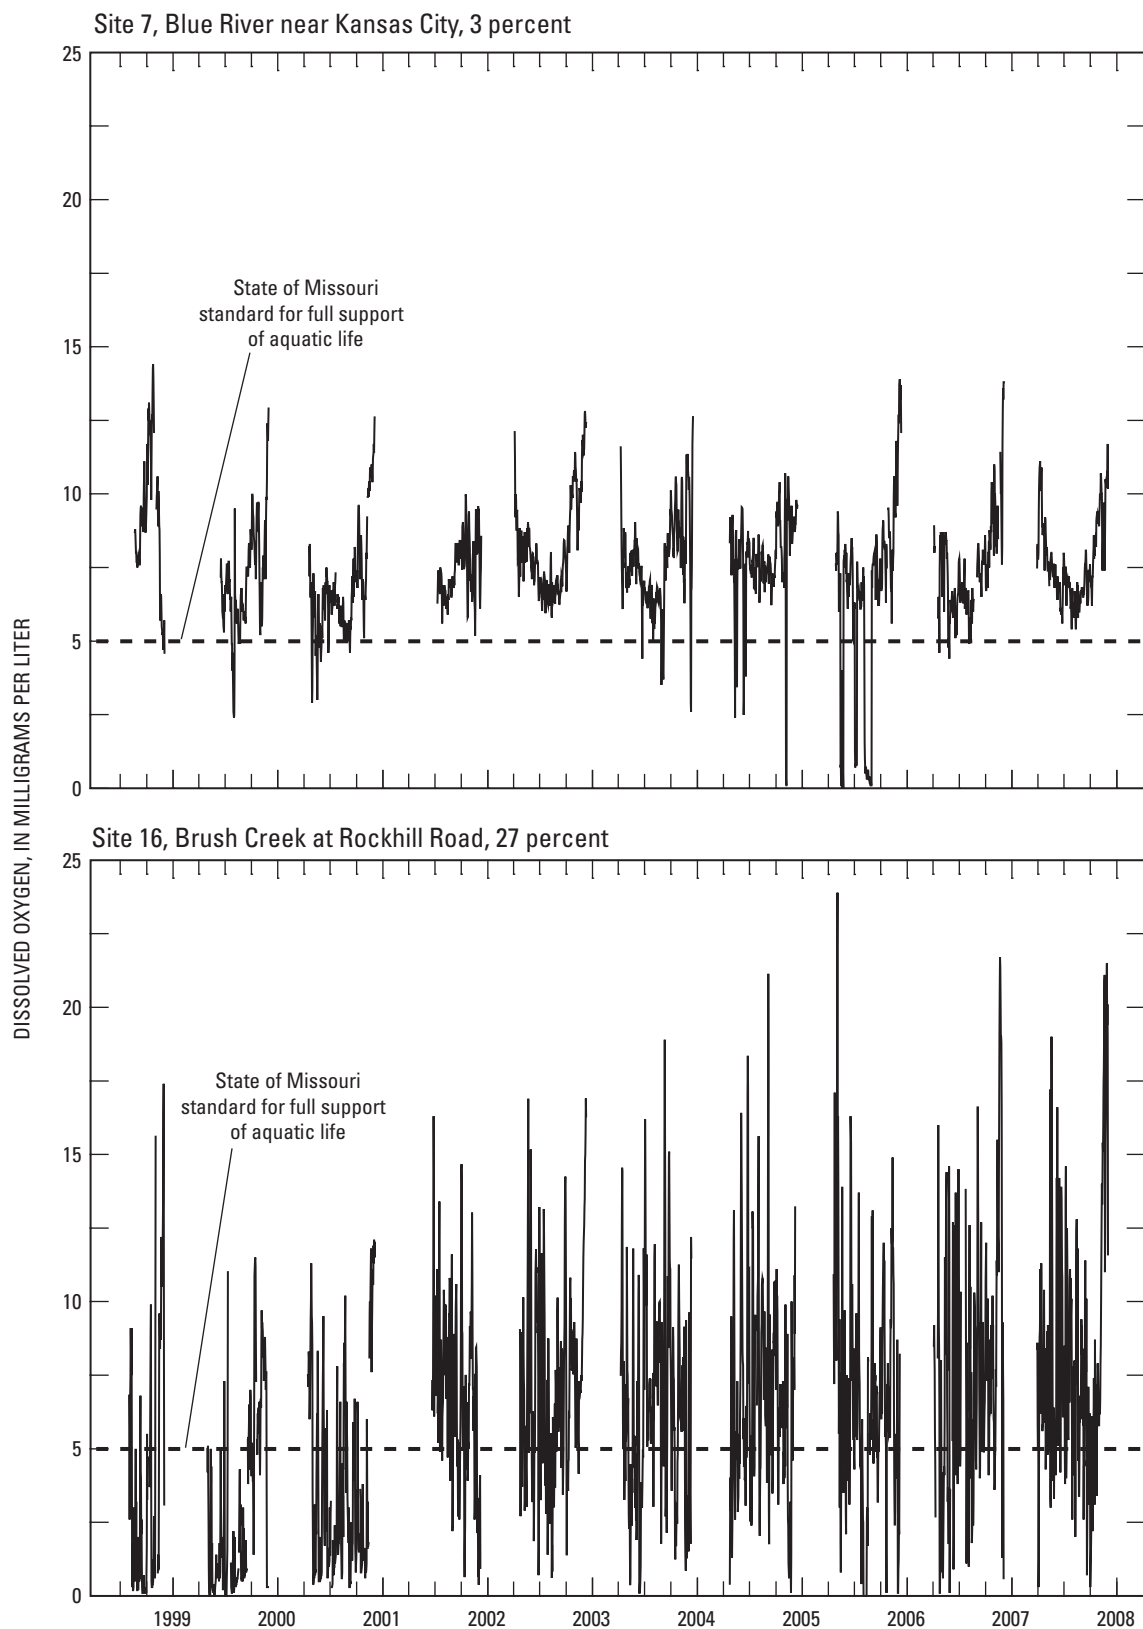 Site 7, Blue River near Kansas City, 3 percent
25
20
15
10
5
0
State of Missouri
standard for full support
of aquatic life
DISSOLVED OXYGEN, IN MILLIGRAMS PER LITER
Site 16, Brush Creek at Rockhill Road, 27 percent
25
20
15
10
5
0
State of Missouri
standard for full support
of aquatic life
1999 2000 2001 2002 2003 2004 2005 2006 2007 2008